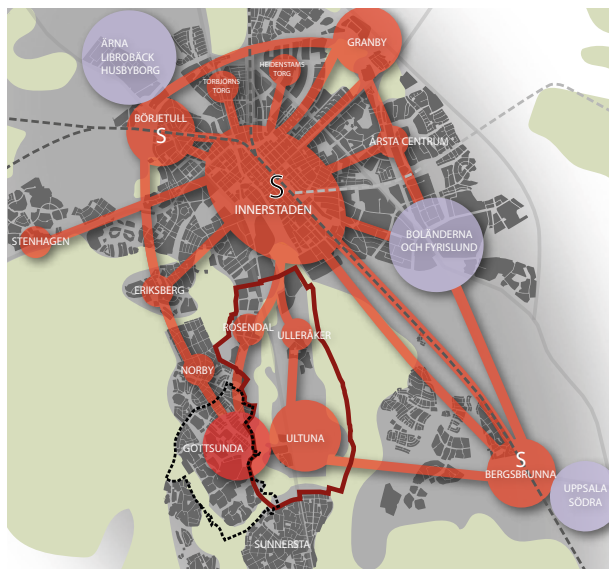 ÄRNA
LIBROBÄCK
HUSBYBORG
GRANBY
HEIDENSTAMS
TORG
TORBJÖRNS
TORG
BÖRJETULL
S
ÅRSTA CENTRUM
S
INNERSTADEN
STENHAGEN
BOLÄNDERNA
OCH FYRISLUND
ERIKSBERG
ROSENDAL
ULLERÅKER
NORBY
GOTTSUNDA
ULTUNA
S
BERGSBRUNNA
UPPSALA
SÖDRA
SUNNERSTA